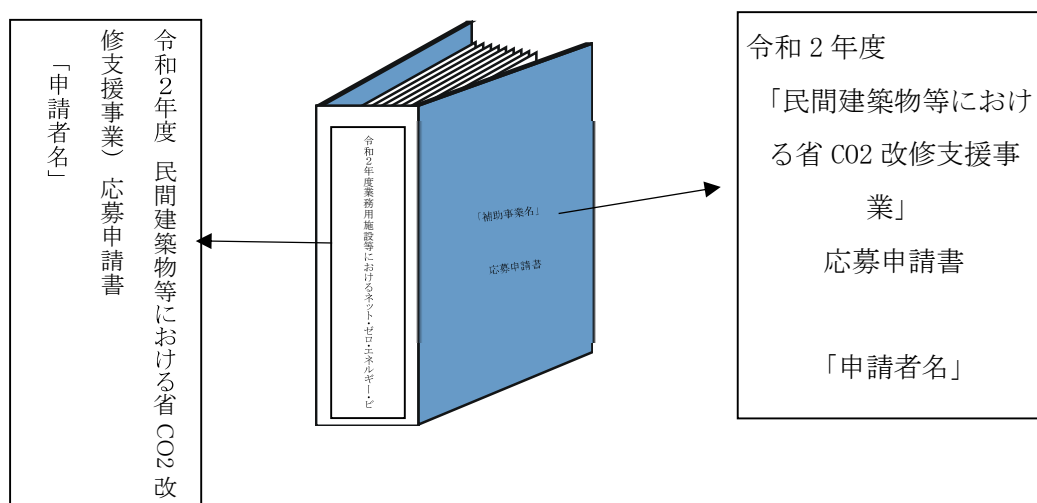 令和２年度 民間建築物等における省CO2改
修支援事業） 応募申請書
「申請者名」
令和2年度業務用施設等におけるネット・ゼロ・エネルギー・ビ
「補助事業名」
応募申請書
令和 2 年度
「民間建築物等におけ
る省 CO2 改修支援事
業」
応募申請書
「申請者名」